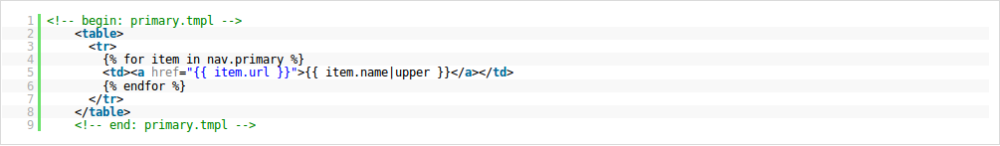 1 <!-- begin: primary.tmpl -->
2     <table>
3       <tr>
4         {% for item in nav.primary %}
5         <td><a href="{{ item.url }}">{{ item.name|upper }}</a></td>
6         {% endfor %}
7       </tr>
8     </table>
9     <!-- end: primary.tmpl -->